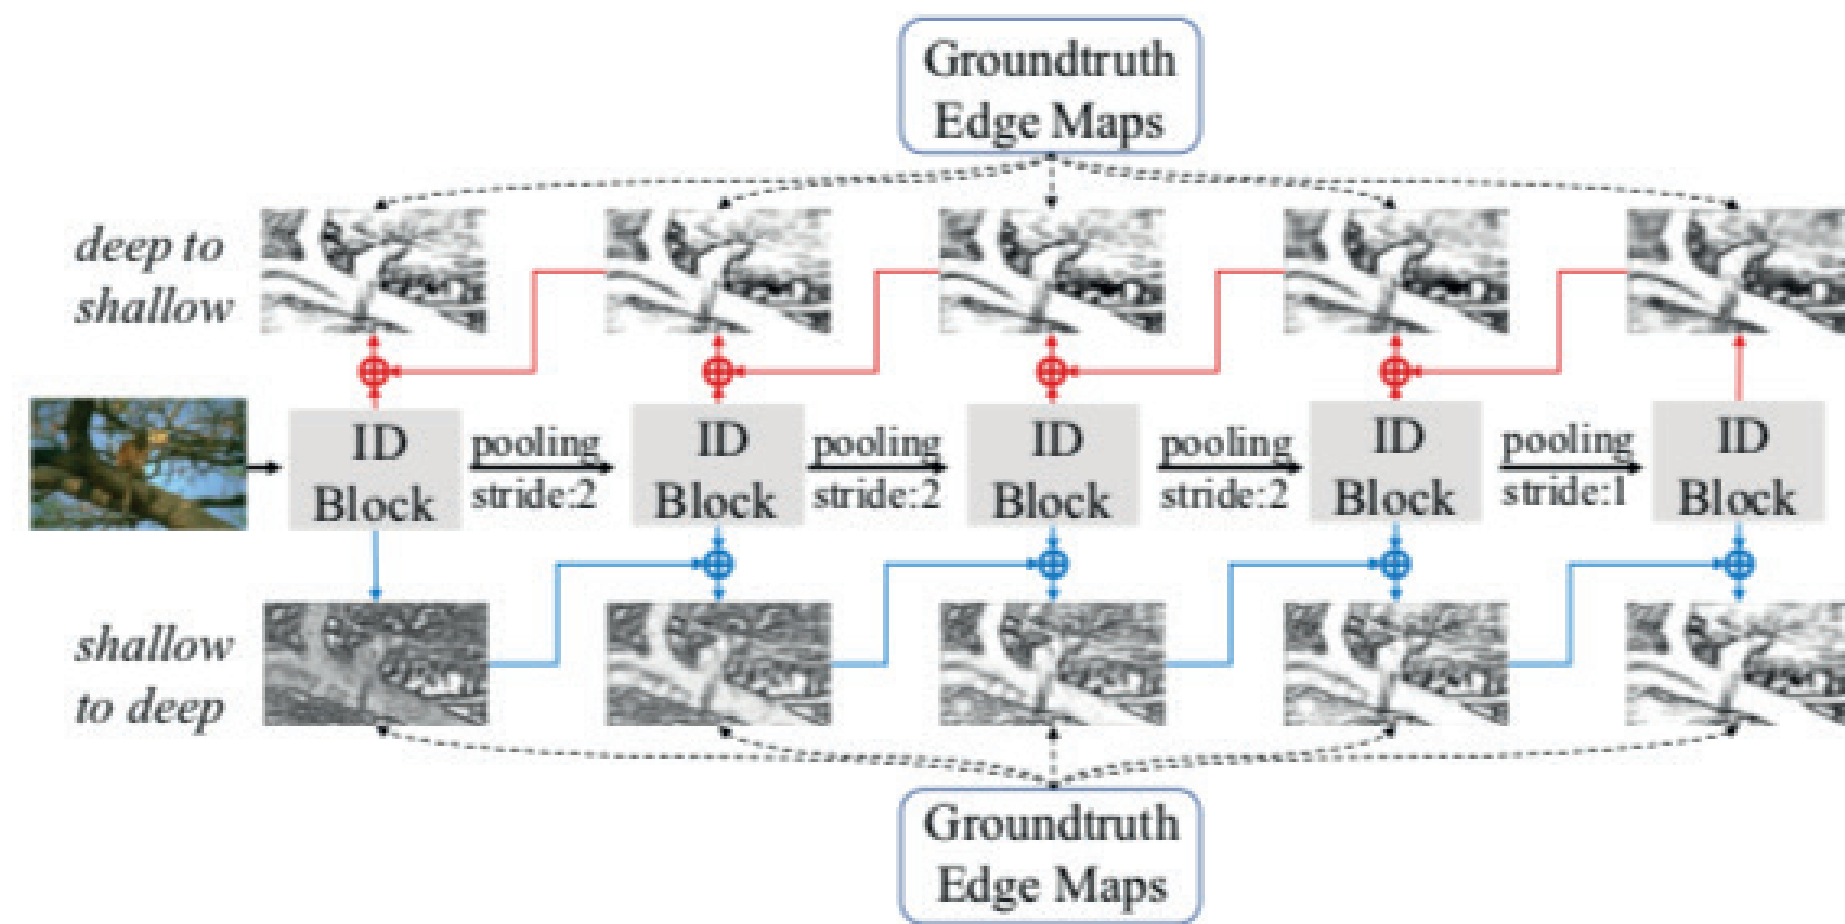 Groundtruth
Edge Maps
deep to
shallow
ID
Block
pooling
stride:2
ID
Block
pooling
stride:2
ID
Block
pooling
stride:2
ID
Block
pooling
stride:1
ID
Block
shallow
to deep
Groundtruth
Edge Maps